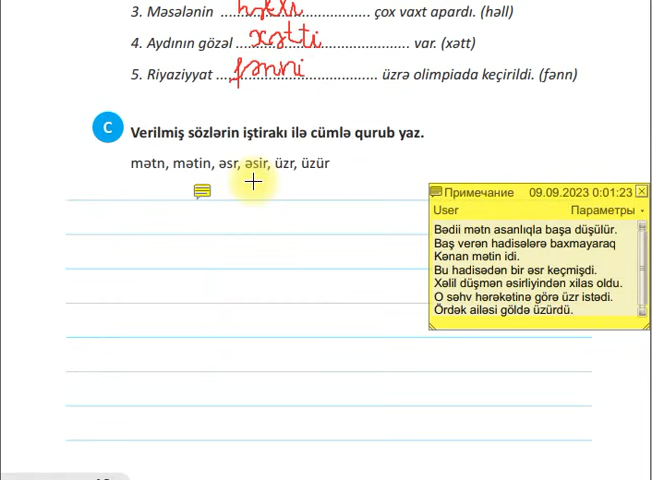 3. Məsələnin ....həlli.... çox vaxt apardı. (həll)
4. Aydının gözəl ....xətti.... var. (xətt)
5. Riyaziyyat ....fənni.... üzrə olimpiada keçirildi. (fənn)
C Verilmiş sözlərin iştirakı ilə cümlə qurub yaz.
mətn, mətin, əsr, əsir, üzr, üzür
Примечание 09.09.2023 0:01:23
User Параметры
Bədii mətn asanlıqla başa düşülür.
Baş verən hadisələrə baxmayaraq
Kənan mətin idi.
Bu hadisədən bir əsr keçmişdi.
Xəlil düşmən əsirliyindən xilas oldu.
O səhv hərəkətinə görə üzr istədi.
Ördək ailəsi göldə üzürdü.